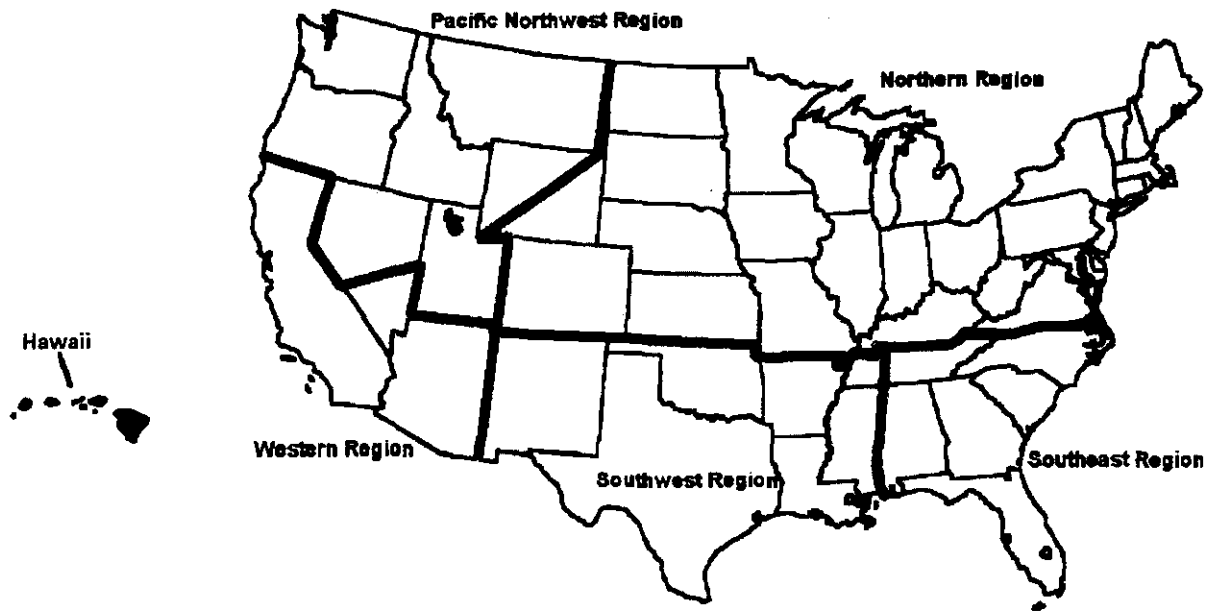 Pacific Northwest Region
Northern Region
Hawaii
Western Region
Southwest Region
Southeast Region